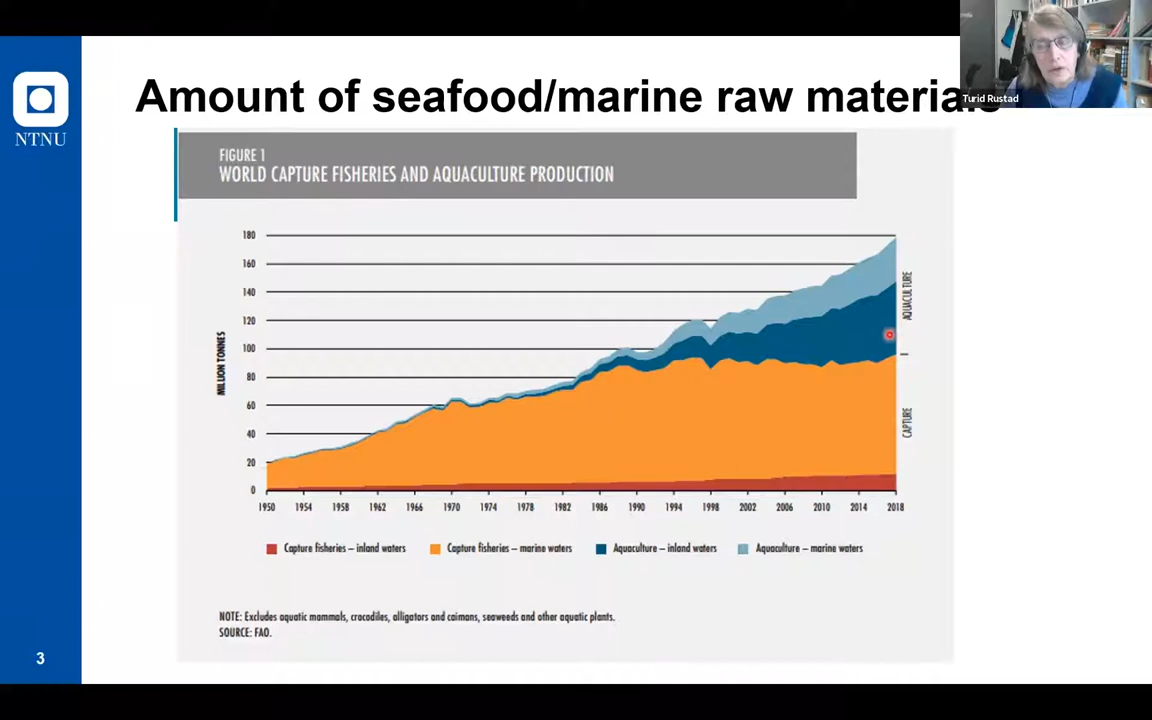 Amount of seafood/marine raw materials
Turid Rustad
NTNU
FIGURE 1
WORLD CAPTURE FISHERIES AND AQUACULTURE PRODUCTION
180
160
140
120
100
80
60
40
20
0
MILLION TONNES
AQUACULTURE
CAPTURE
1950 1954 1958 1962 1966 1970 1974 1978 1982 1986 1990 1994 1998 2002 2006 2010 2014 2018
Capture fisheries – inland waters Capture fisheries – marine waters Aquaculture – inland waters Aquaculture – marine waters
NOTE: Excludes aquatic mammals, crocodiles, alligators and caimans, seaweeds and other aquatic plants.
SOURCE: FAO.
3